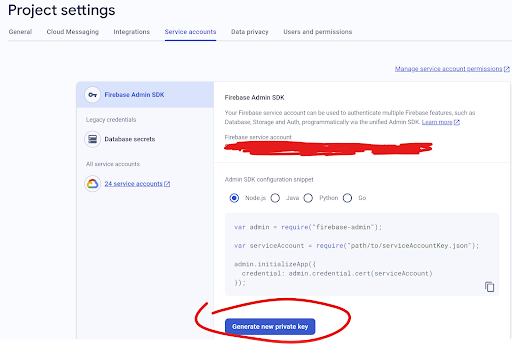 Project settings
General Cloud Messaging Integrations Service accounts Data privacy Users and permissions
Manage service account permissions
Firebase Admin SDK
Legacy credentials
Database secrets
All service accounts
24 service accounts
Firebase Admin SDK
Your Firebase service account can be used to authenticate multiple Firebase features, such as
Database, Storage and Auth, programmatically via the unified Admin SDK. Learn more
Firebase service account
Admin SDK configuration snippet
Node.js Java Python Go
var admin = require("firebase-admin");
var serviceAccount = require("path/to/serviceAccountKey.json");
admin.initializeApp({
credential: admin.credential.cert(serviceAccount)
});
Generate new private key